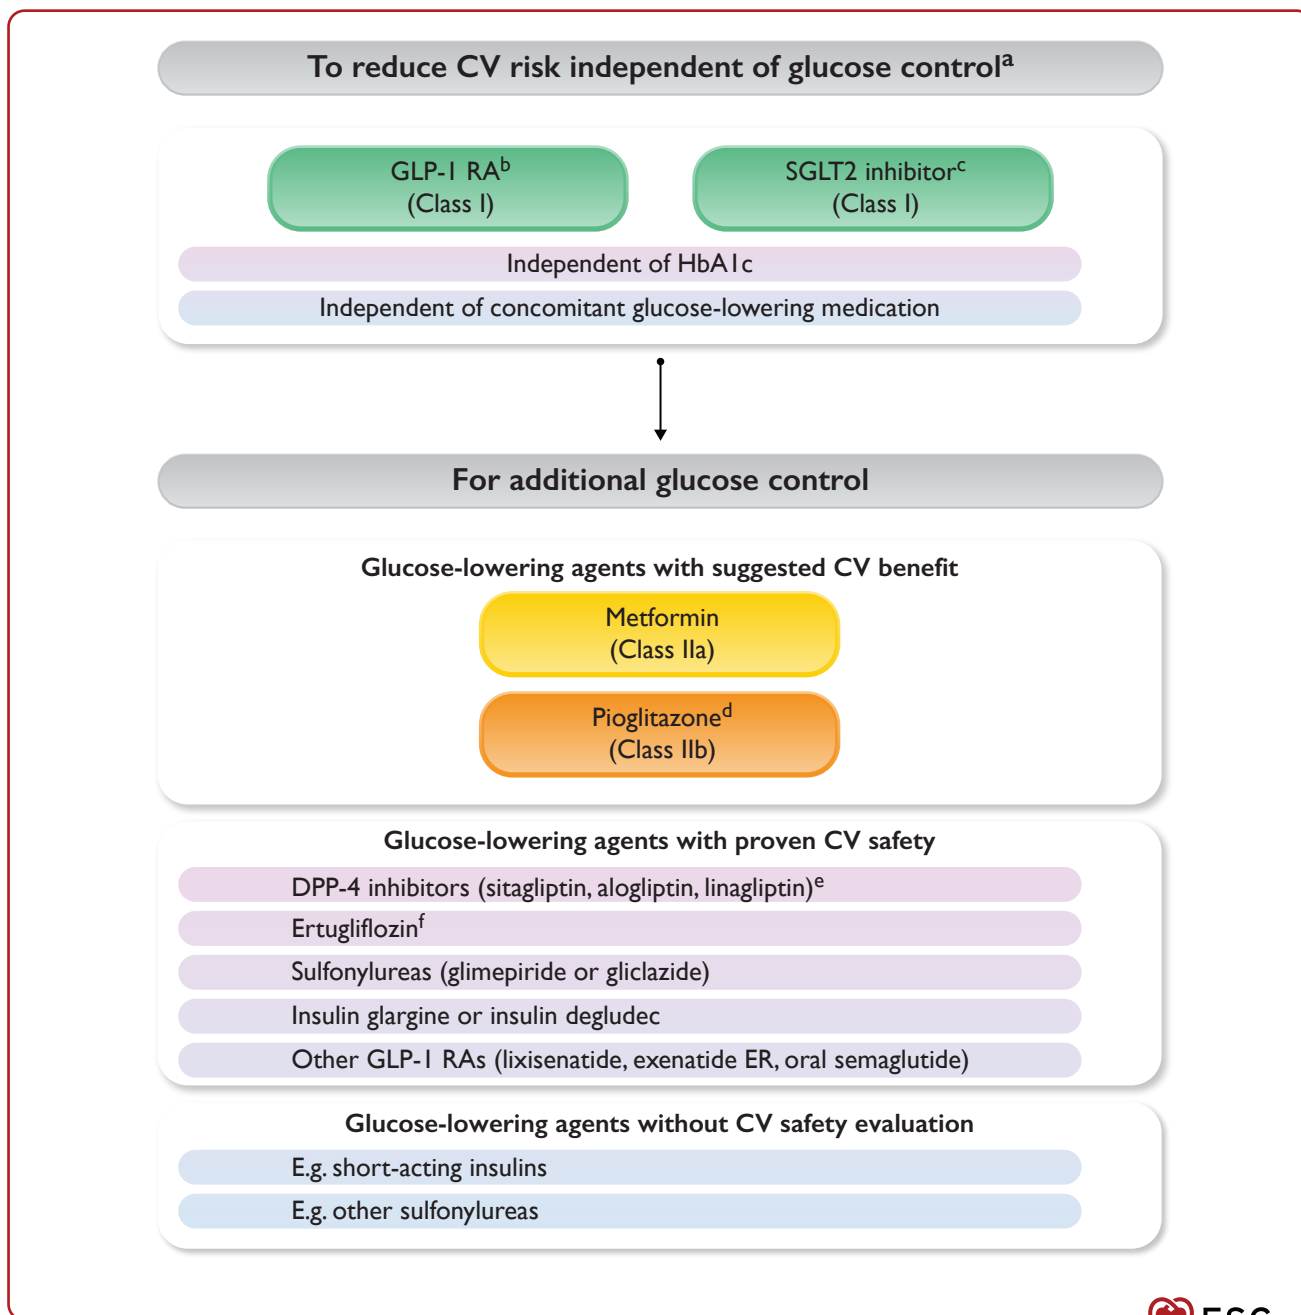 To reduce CV risk independent of glucose controlᵃ
GLP-1 RAᵇ
(Class I)
SGLT2 inhibitorᶜ
(Class I)
Independent of HbA1c
Independent of concomitant glucose-lowering medication
For additional glucose control
Glucose-lowering agents with suggested CV benefit
Metformin
(Class IIa)
Pioglitazoneᵈ
(Class IIb)
Glucose-lowering agents with proven CV safety
DPP-4 inhibitors (sitagliptin, alogliptin, linagliptin)ᵉ
Ertugliflozinᶠ
Sulfonylureas (glimepiride or gliclazide)
Insulin glargine or insulin degludec
Other GLP-1 RAs (lixisenatide, exenatide ER, oral semaglutide)
Glucose-lowering agents without CV safety evaluation
E.g. short-acting insulins
E.g. other sulfonylureas
ESC